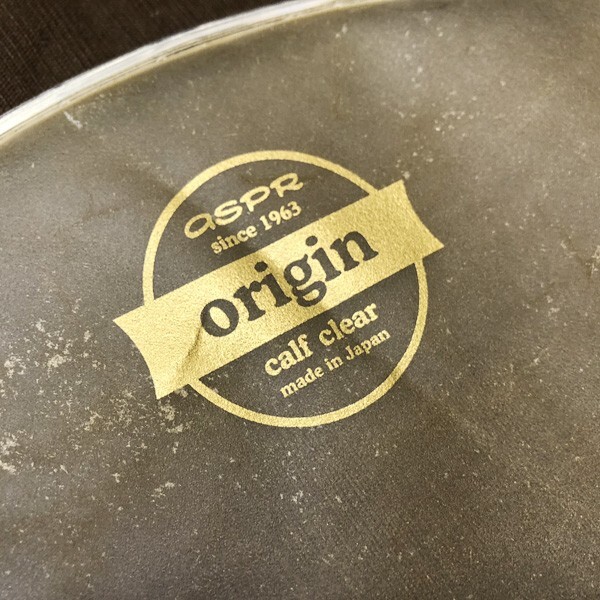 aSPR
since 1963
origin
calf clear
made in Japan